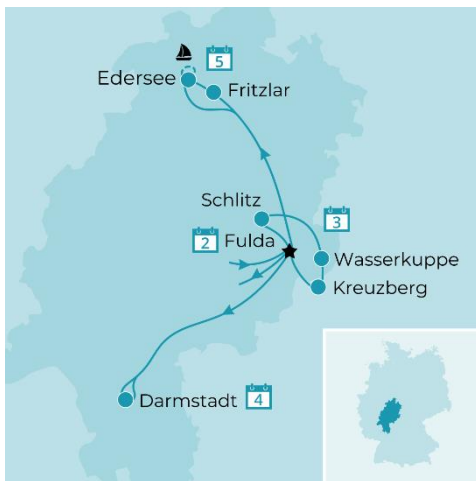 5
Edersee
Fritzlar
Schlitz
3
2
Fulda
Wasserkuppe
Kreuzberg
Darmstadt 4